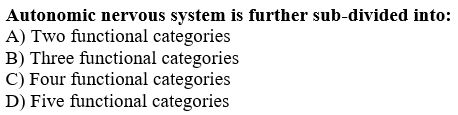 Autonomic nervous system is further sub-divided into:
A) Two functional categories
B) Three functional categories
C) Four functional categories
D) Five functional categories